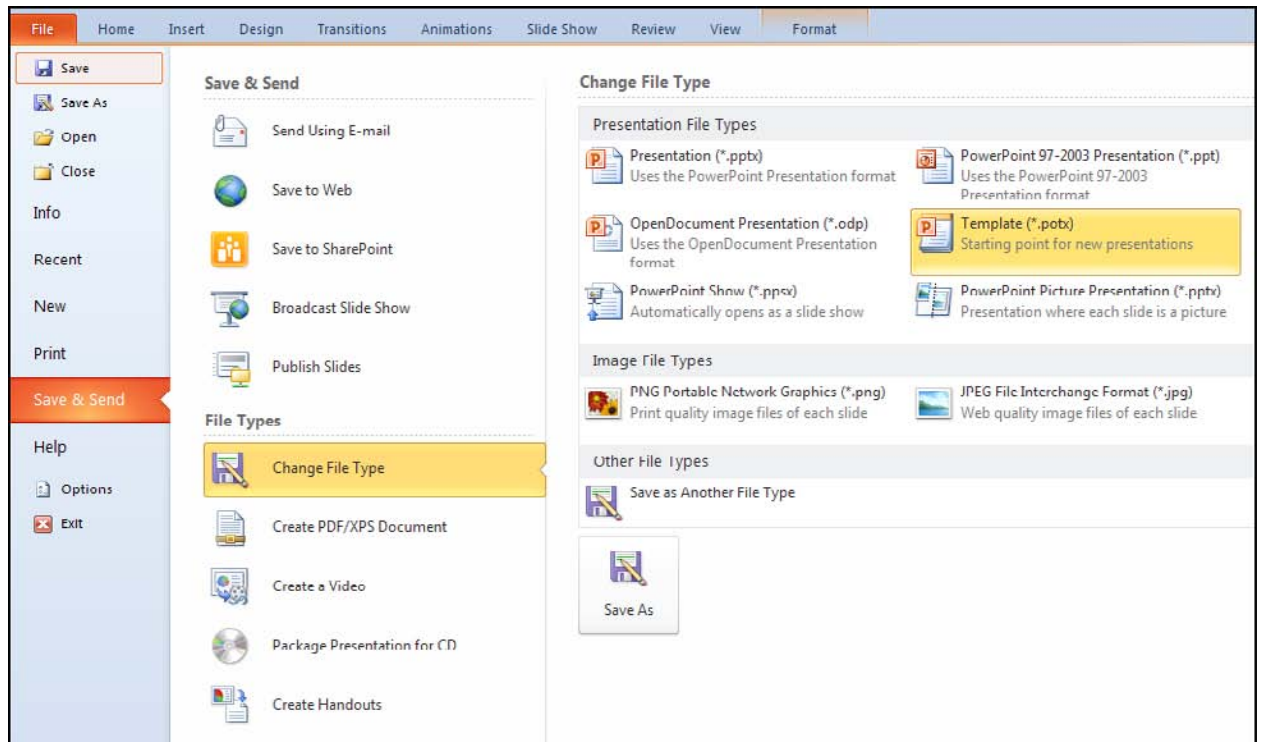 File Home Insert Design Transitions Animations Slide Show Review View Format
Save
Save As
Open
Close
Info
Recent
New
Print
Save & Send
Help
Options
Exit
Save & Send
Send Using E-mail
Save to Web
Save to SharePoint
Broadcast Slide Show
Publish Slides
File Types
Change File Type
Create PDF/XPS Document
Create a Video
Package Presentation for CD
Create Handouts
Change File Type
Presentation File Types
Presentation (*.pptx)
Uses the PowerPoint Presentation format
PowerPoint 97-2003 Presentation (*.ppt)
Uses the PowerPoint 97-2003
Presentation format
OpenDocument Presentation (*.odp)
Uses the OpenDocument Presentation
format
Template (*.potx)
Starting point for new presentations
PowerPoint Show (*.ppsx)
Automatically opens as a slide show
PowerPoint Picture Presentation (*.pptx)
Presentation where each slide is a picture
Image File Types
PNG Portable Network Graphics (*.png)
Print quality image files of each slide
JPEG File Interchange Format (*.jpg)
Web quality image files of each slide
Other File Types
Save as Another File Type
Save As